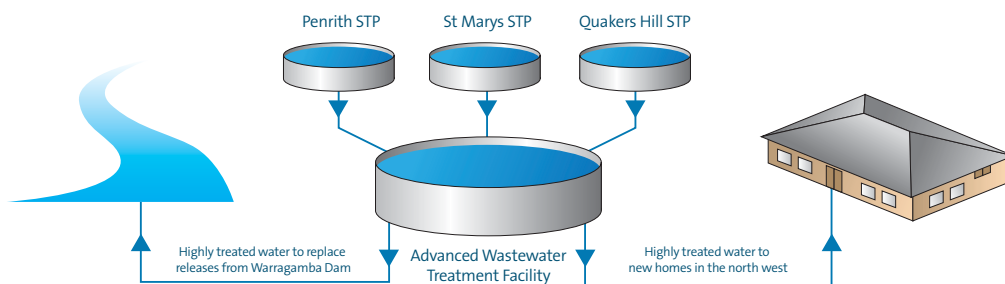 Penrith STP
St Marys STP
Quakers Hill STP
Highly treated water to replace
releases from Warragamba Dam
Advanced Wastewater
Treatment Facility
Highly treated water to
new homes in the north west